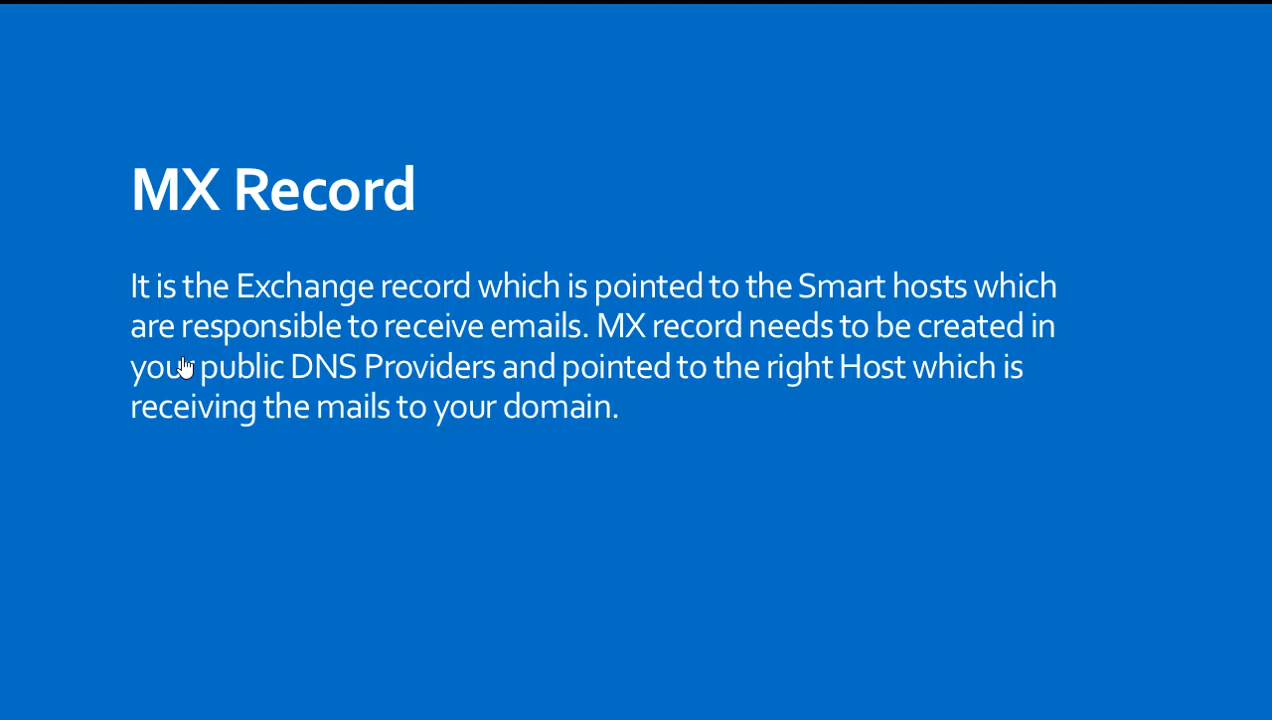 MX Record
It is the Exchange record which is pointed to the Smart hosts which
are responsible to receive emails. MX record needs to be created in
your public DNS Providers and pointed to the right Host which is
receiving the mails to your domain.